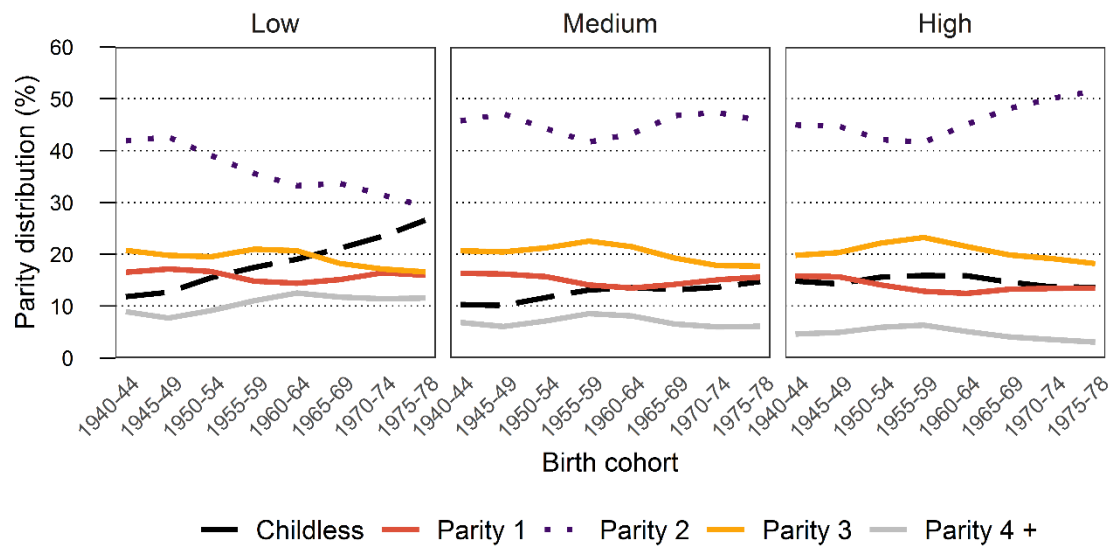 Low Medium High
Parity distribution (%)
60
50
40
30
20
10
0
1940-44 1945-49 1950-54 1955-59 1960-64 1965-69 1970-74 1975-78
1940-44 1945-49 1950-54 1955-59 1960-64 1965-69 1970-74 1975-78
1940-44 1945-49 1950-54 1955-59 1960-64 1965-69 1970-74 1975-78
Birth cohort
Childless Parity 1 Parity 2 Parity 3 Parity 4 +